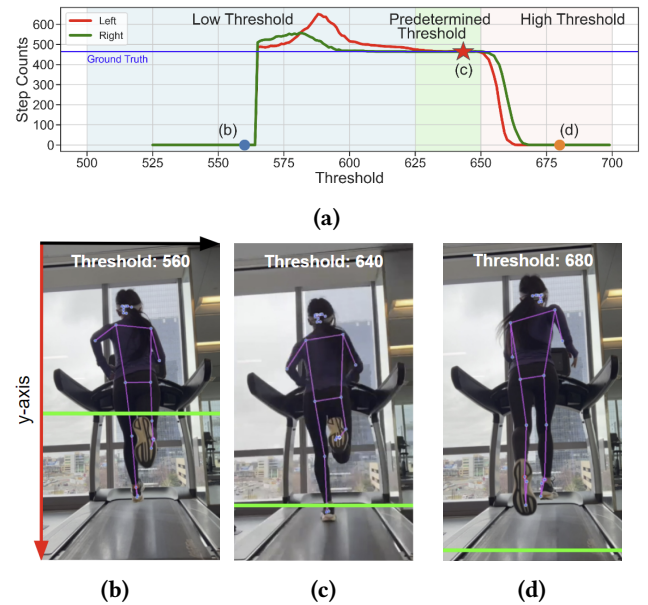 Low Threshold
Predetermined
Threshold
High Threshold
Left
Right
Ground Truth
Step Counts
600
500
400
300
200
100
0
(b)
(c)
(d)
500
525
550
575
600
625
650
675
700
Threshold
(a)
Threshold: 560
Threshold: 640
Threshold: 680
y-axis
(b)
(c)
(d)